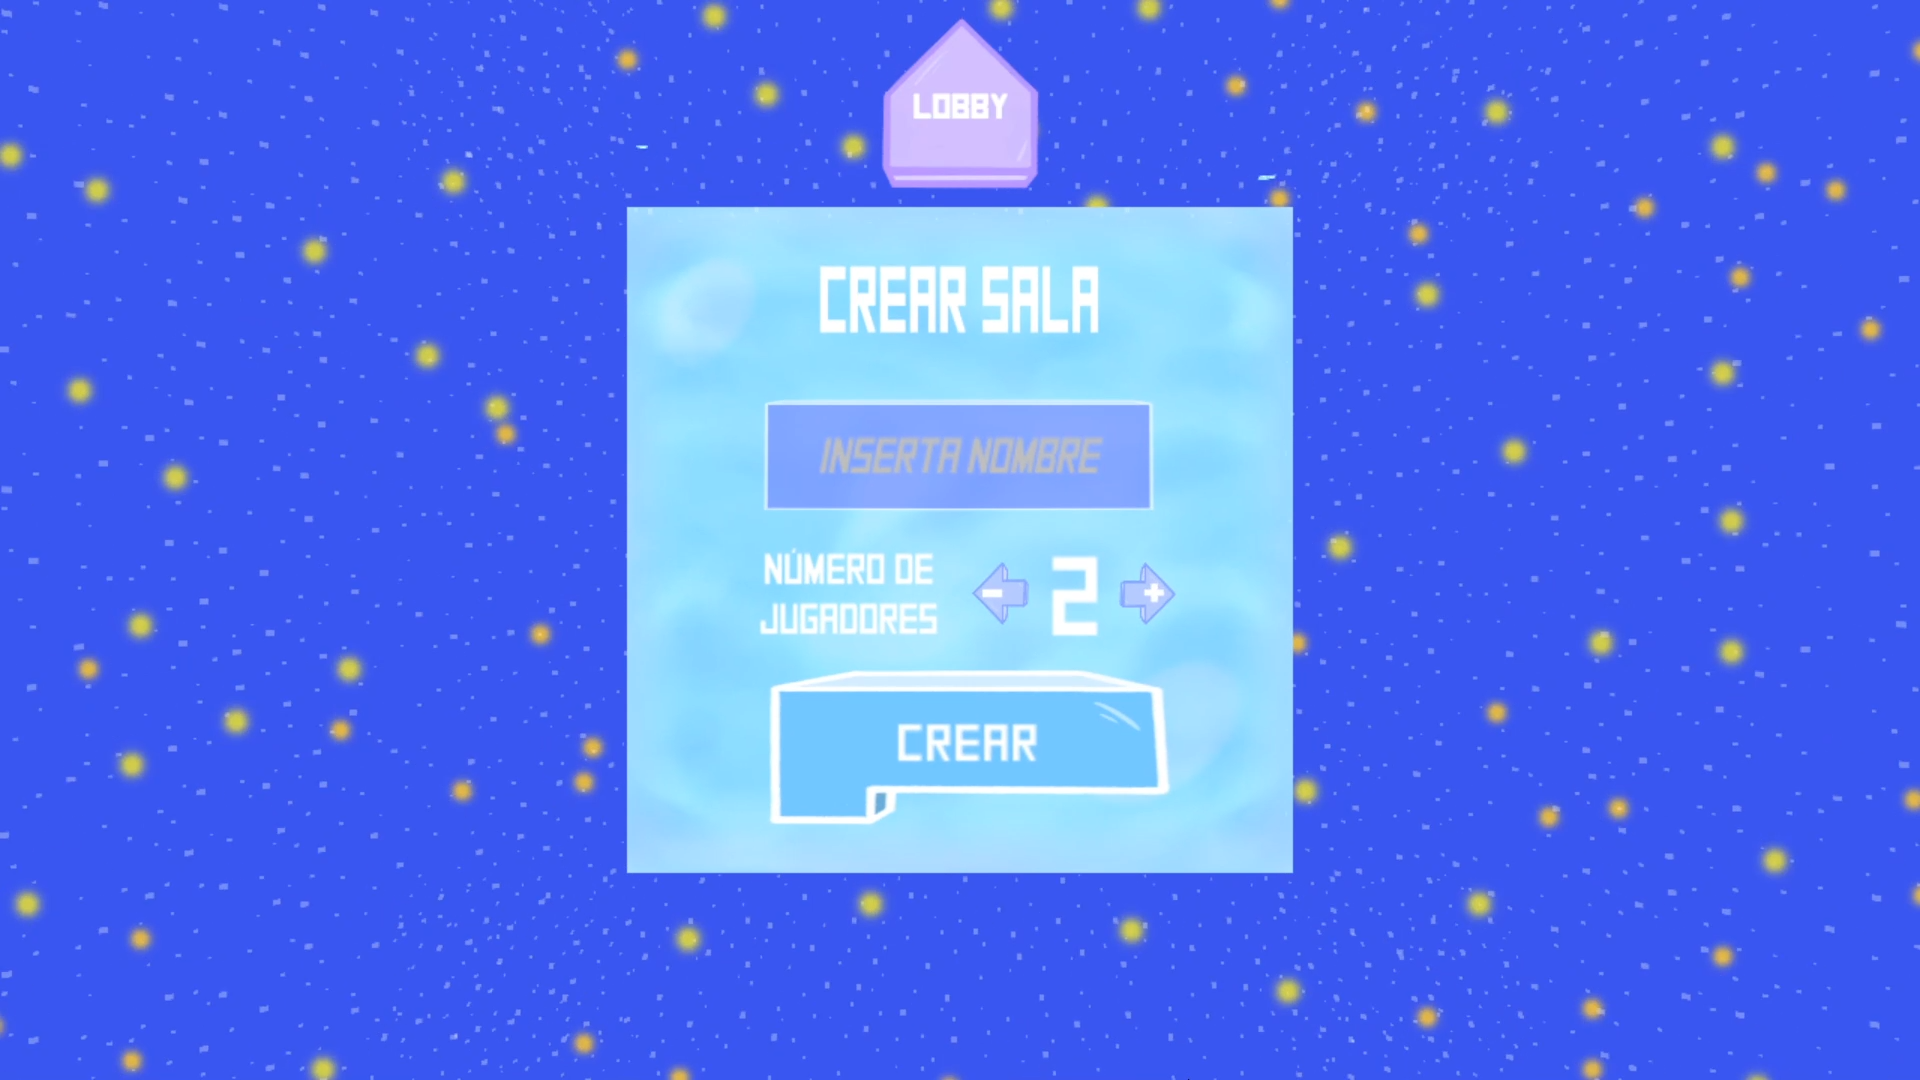 LOBBY
CREAR SALA
INSERTA NOMBRE
NÚMERO DE
JUGADORES
- 2 +
CREAR